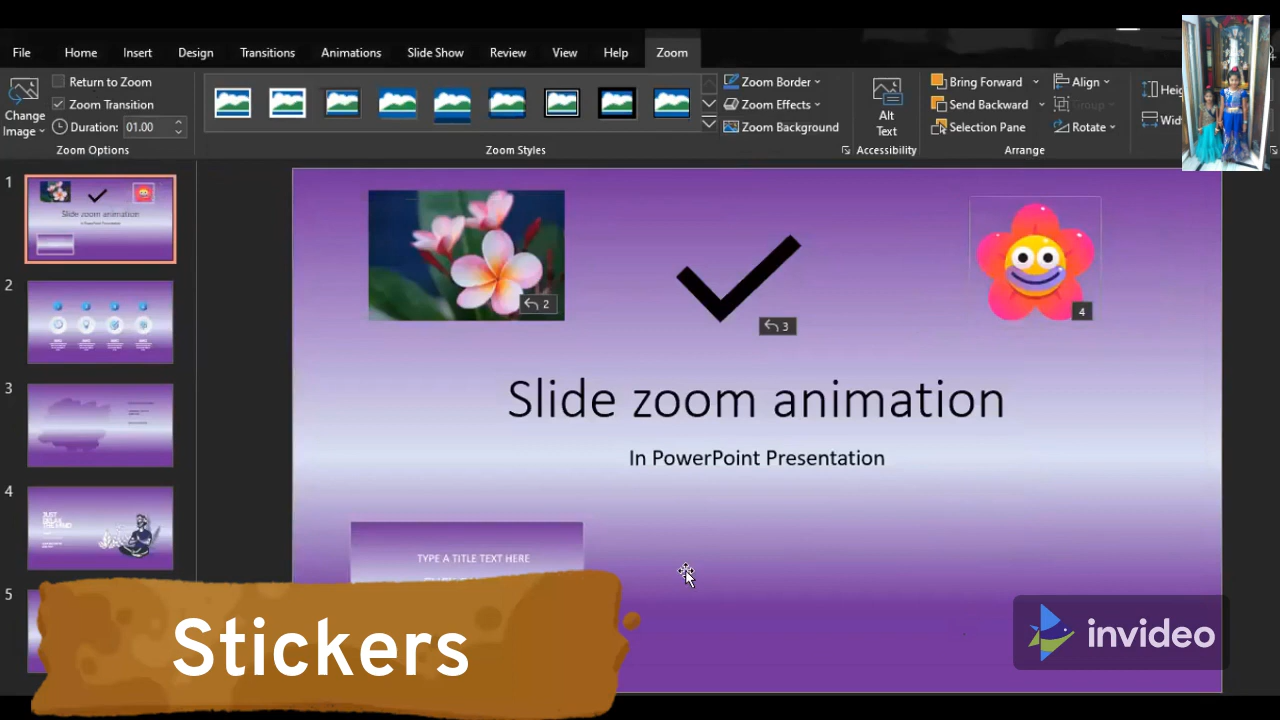 File Home Insert Design Transitions Animations Slide Show Review View Help Zoom
Change
Image
Return to Zoom
Zoom Transition
Duration: 01.00
Zoom Options
Zoom Styles
Zoom Border
Zoom Effects
Zoom Background
Alt
Text
Accessibility
Bring Forward
Send Backward
Selection Pane
Align
Group
Rotate
Arrange
1
Slide zoom animation
2
3
4
5
2
3
4
Slide zoom animation
In PowerPoint Presentation
TYPE A TITLE TEXT HERE
Stickers
invideo